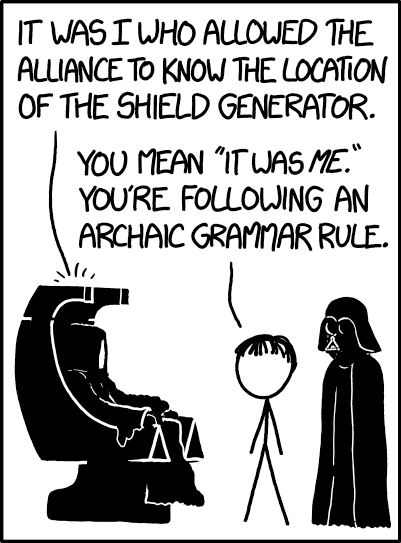 IT WAS I WHO ALLOWED THE
ALLIANCE TO KNOW THE LOCATION
OF THE SHIELD GENERATOR.
YOU MEAN "IT WAS ME."
YOU'RE FOLLOWING AN
ARCHAIC GRAMMAR RULE.